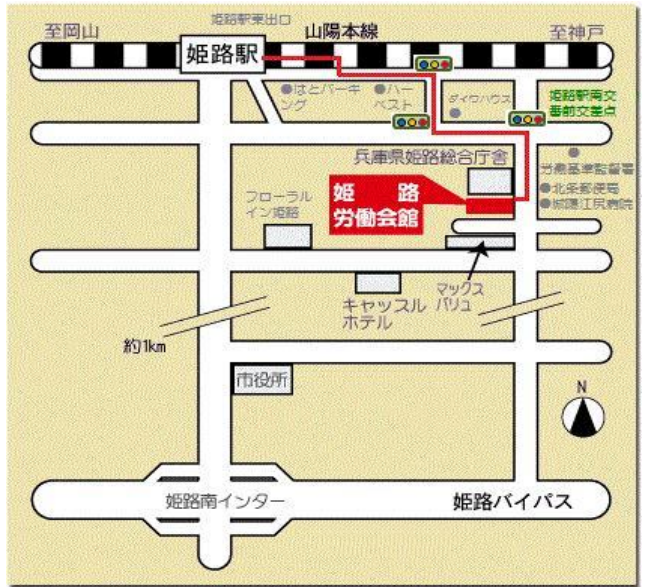 姫路駅東出口
至岡山
山陽本線
至神戸
姫路駅
●はとパーキ
ング
●ハー
ベスト
ダイワハウス
姫路駅南交
番前交差点
兵庫県姫路総合庁舎
労働基準監督署
●北条郵便局
●城陽江尻病院
姫路
労働会館
フローラル
イン姫路
マックス
バリュ
キャッスル
ホテル
約1km
市役所
N
姫路南インター
姫路バイパス